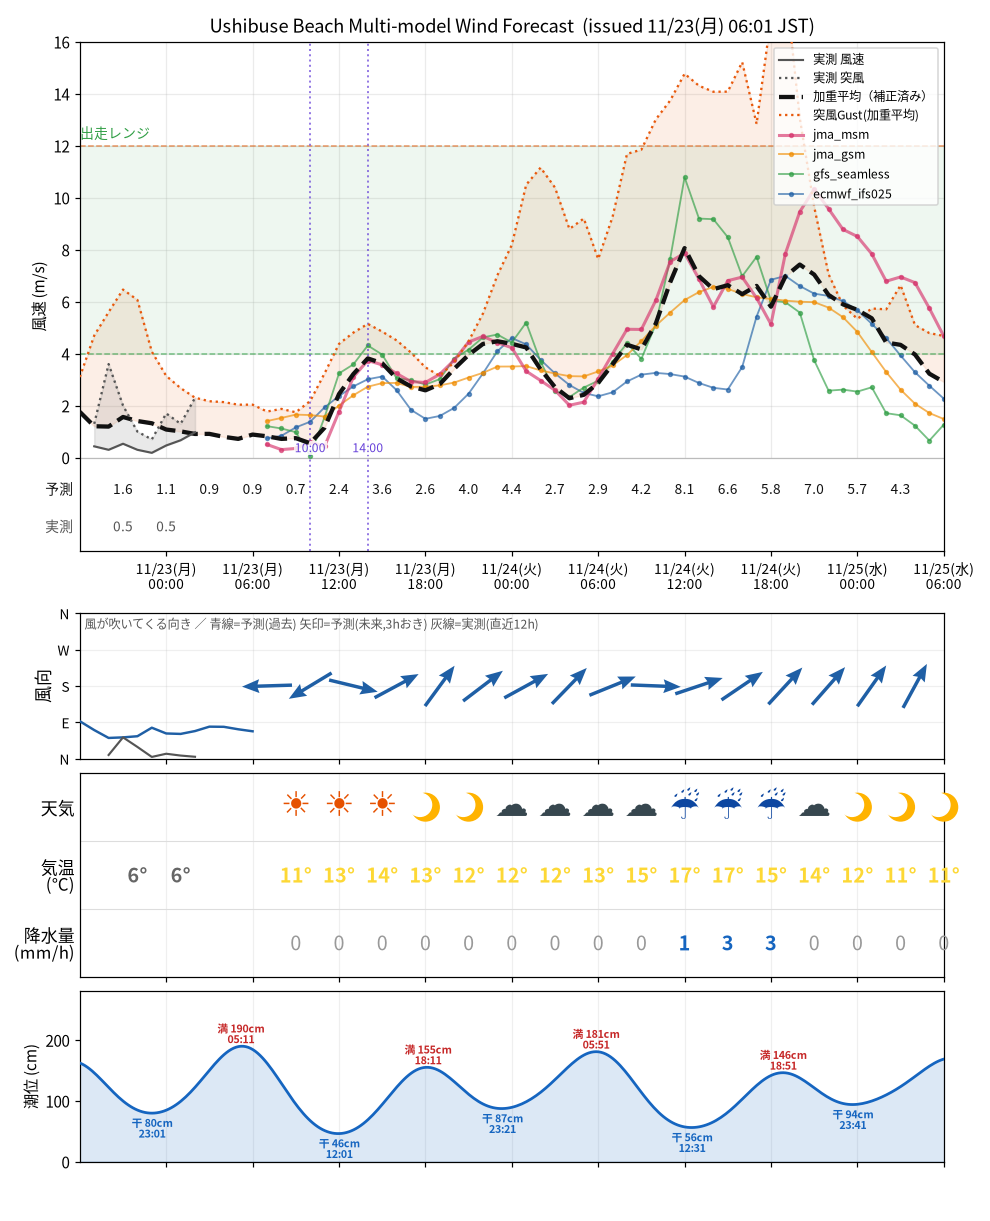 Ushibuse Beach Multi-model Wind Forecast (issued 11/23(月) 06:01 JST)
16
14
12
10
8
6
4
2
0
風速 (m/s)
出走レンジ
実測 風速
実測 突風
加重平均（補正済み）
突風Gust(加重平均)
jma_msm
jma_gsm
gfs_seamless
ecmwf_ifs025
10:00 14:00
予測 1.6 1.1 0.9 0.9 0.7 2.4 3.6 2.6 4.0 4.4 2.7 2.9 4.2 8.1 6.6 5.8 7.0 5.7 4.3
実測 0.5 0.5
11/23(月) 11/23(月) 11/23(月) 11/23(月) 11/24(火) 11/24(火) 11/24(火) 11/24(火) 11/25(水) 11/25(水)
00:00 06:00 12:00 18:00 00:00 06:00 12:00 18:00 00:00 06:00
風向
N
W
S
E
N
風が吹いてくる向き ／ 青線=予測(過去) 矢印=予測(未来,3hおき) 灰線=実測(直近12h)
天気
気温
(℃)
6° 6° 11° 13° 14° 13° 12° 12° 12° 13° 15° 17° 17° 15° 14° 12° 11° 11°
降水量
(mm/h)
0 0 0 0 0 0 0 0 0 1 3 3 0 0 0 0
潮位 (cm)
200
100
0
満 190cm
05:11
満 155cm
18:11
満 181cm
05:51
満 146cm
18:51
干 80cm
23:01
干 46cm
12:01
干 87cm
23:21
干 56cm
12:31
干 94cm
23:41